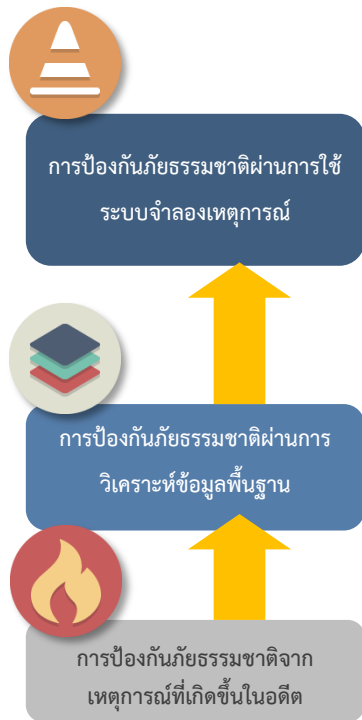 การป้องกันภัยธรรมชาติผ่านการใช้
ระบบจำลองเหตุการณ์
การป้องกันภัยธรรมชาติผ่านการ
วิเคราะห์ข้อมูลพื้นฐาน
การป้องกันภัยธรรมชาติจาก
เหตุการณ์ที่เกิดขึ้นในอดีต